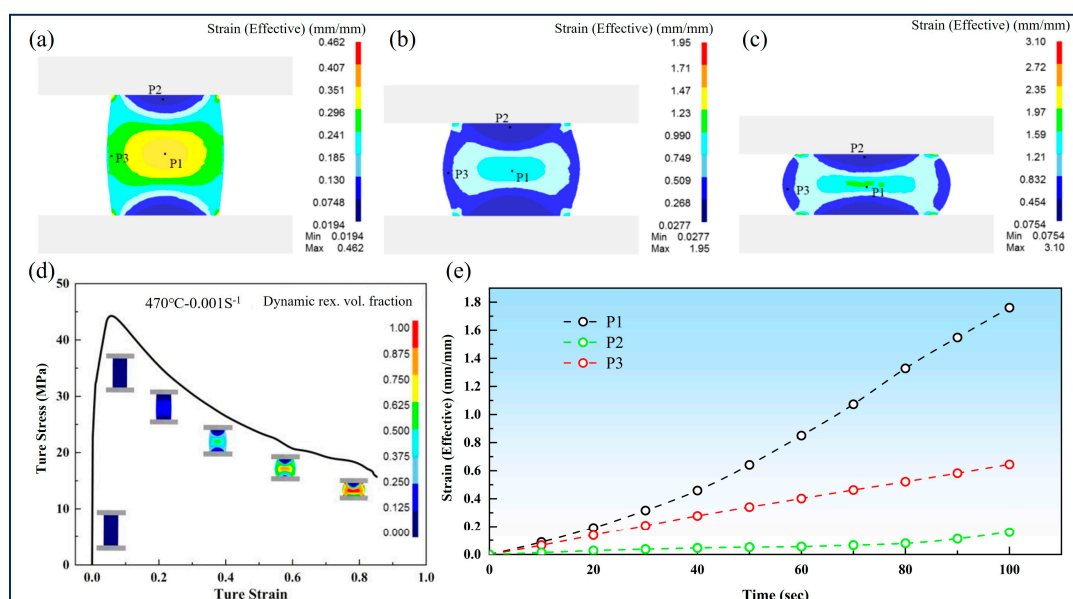 (a)
Strain (Effective) (mm/mm)
0.462
0.407
0.351
0.296
0.241
0.185
0.130
0.0748
0.0194
P2
P3
P1
Min 0.0194
Max 0.462
(b)
Strain (Effective) (mm/mm)
1.95
1.71
1.47
1.23
0.990
0.749
0.509
0.268
0.0277
P2
P3
P1
Min 0.0277
Max 1.95
(c)
Strain (Effective) (mm/mm)
3.10
2.72
2.35
1.97
1.59
1.21
0.832
0.454
0.0754
P2
P3
P1
Min 0.0754
Max 3.10
(d)
470°C-0.001S-1
Dynamic rex. vol. fraction
1.00
0.875
0.750
0.625
0.500
0.375
0.250
0.125
0.000
Ture Stress (MPa)
50
40
30
20
10
0
0.0 0.2 0.4 0.6 0.8 1.0
Ture Strain
(e)
P1
P2
P3
Strain (Effective) (mm/mm)
1.8
1.6
1.4
1.2
1.0
0.8
0.6
0.4
0.2
0.0
0 20 40 60 80 100
Time (sec)